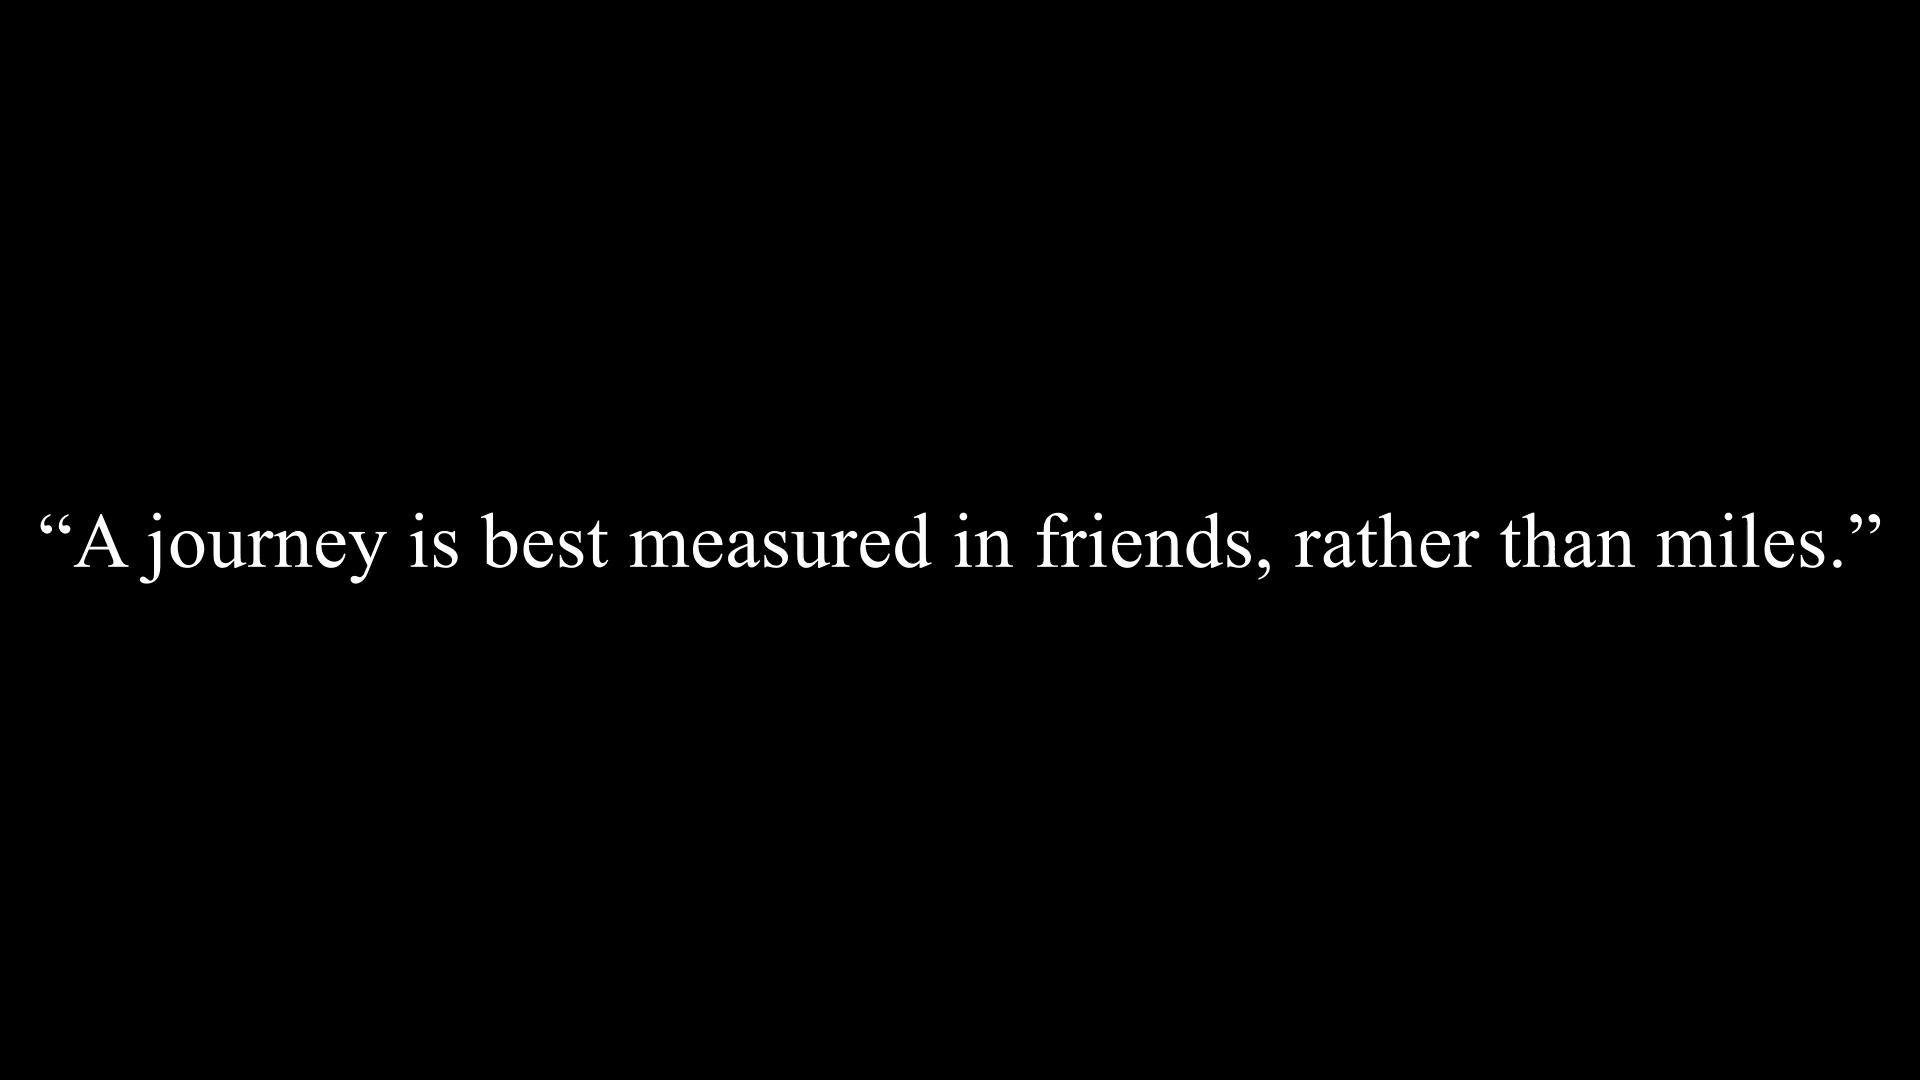 “A journey is best measured in friends, rather than miles.”